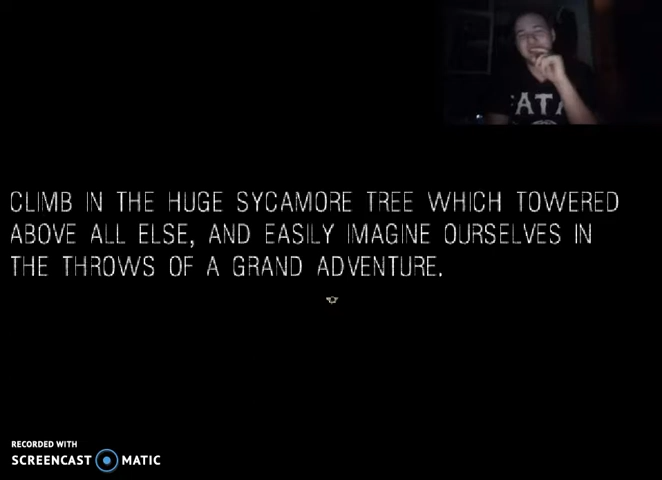 ATA
CLIMB IN THE HUGE SYCAMORE TREE WHICH TOWERED
ABOVE ALL ELSE, AND EASILY IMAGINE OURSELVES IN
THE THROWS OF A GRAND ADVENTURE.
RECORDED WITH
SCREENCAST MATIC